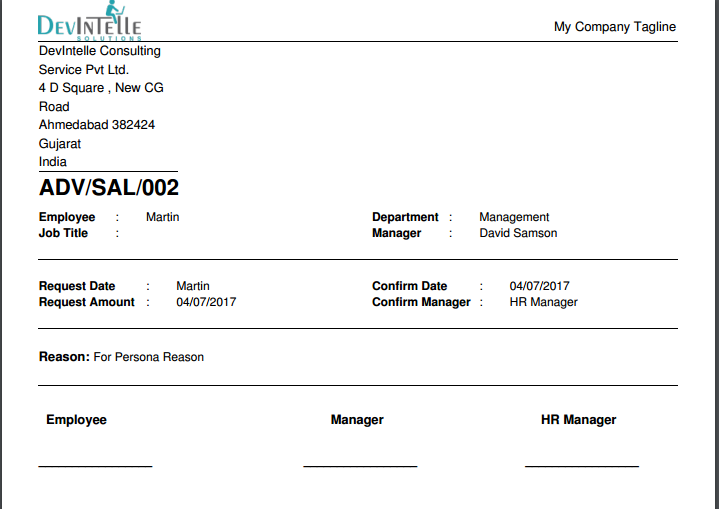 DEVINTELLE
SOLUTIONS
My Company Tagline
DevIntelle Consulting
Service Pvt Ltd.
4 D Square , New CG
Road
Ahmedabad 382424
Gujarat
India
ADV/SAL/002
Employee : Martin Department : Management
Job Title : Manager : David Samson
Request Date : Martin Confirm Date : 04/07/2017
Request Amount : 04/07/2017 Confirm Manager : HR Manager
Reason: For Persona Reason
Employee Manager HR Manager